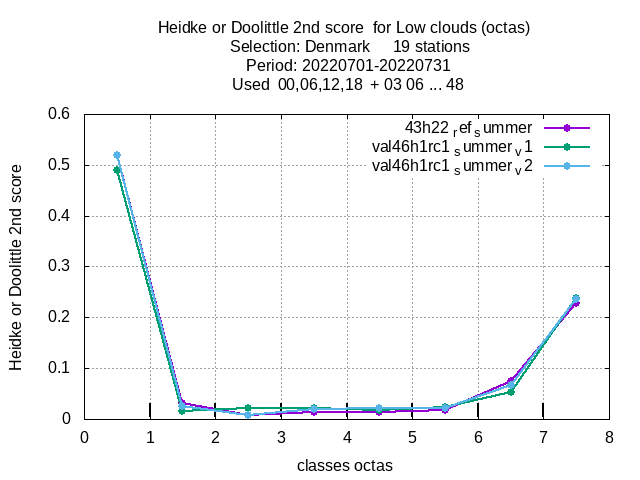 Heidke or Doolittle 2nd score  for Low clouds (octas)
Selection: Denmark     19 stations
Period: 20220701-20220731
Used  00,06,12,18  + 03 06 ... 48
43h22_ref_summer
val46h1rc1_summer_v1
val46h1rc1_summer_v2
Heidke or Doolittle 2nd score
0.6
0.5
0.4
0.3
0.2
0.1
0
0 1 2 3 4 5 6 7 8
classes octas